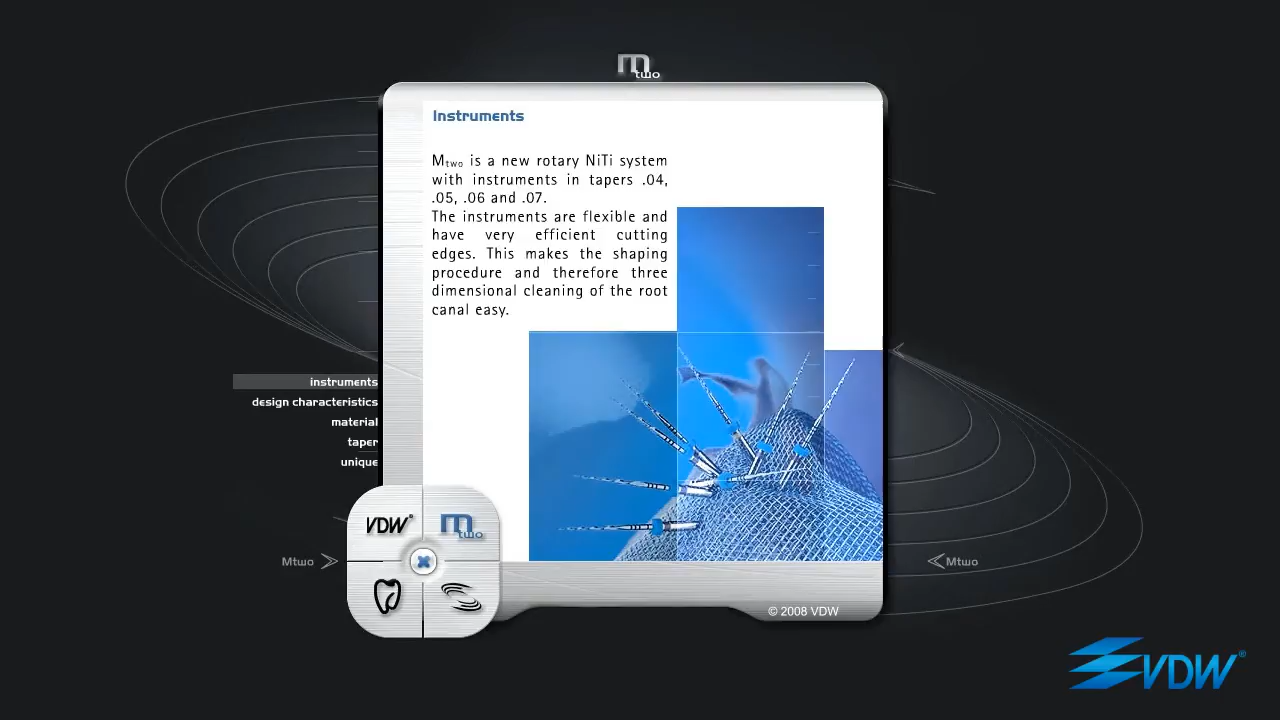 Mtwo
Instruments
Mtwo is a new rotary NiTi system
with instruments in tapers .04,
.05, .06 and .07.
The instruments are flexible and
have very efficient cutting
edges. This makes the shaping
procedure and therefore three
dimensional cleaning of the root
canal easy.
instruments
design characteristics
material
taper
unique
VDW®
Mtwo
Mtwo
Mtwo
© 2008 VDW
VDW®